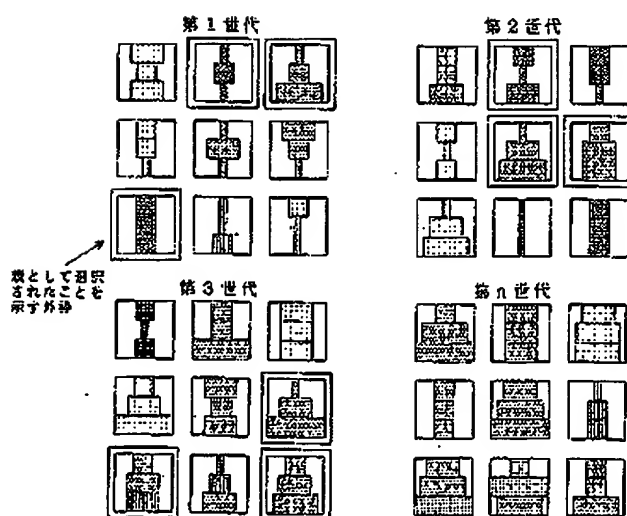 第1世代
第2世代
親として選択
されたことを
示す外枠
第3世代
第n世代